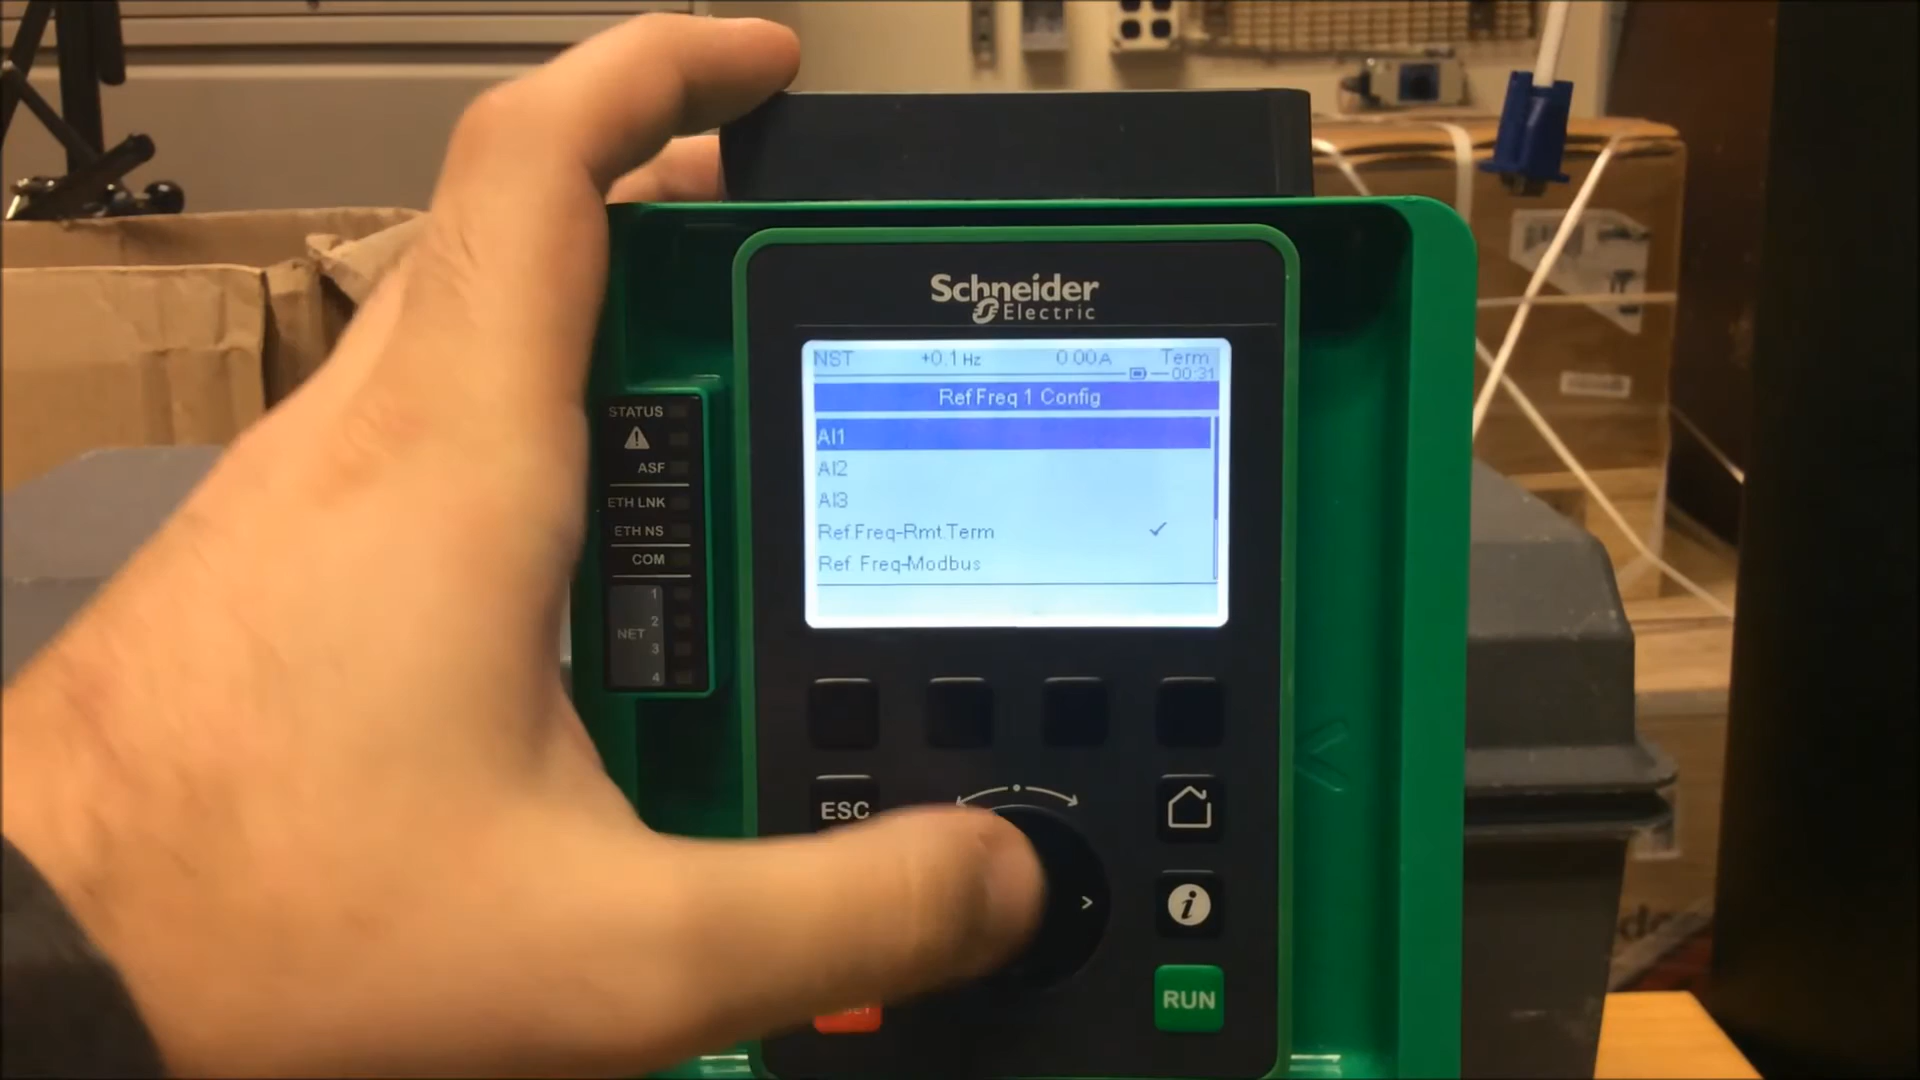 Schneider
Electric
NST +0.1 Hz 0.00A Term
00:31
Ref Freq 1 Config
AI1
AI2
AI3
Ref.Freq-Rmt.Term
Ref. Freq-Modbus
STATUS
ASF
ETH LNK
ETH NS
COM
1
2
NET
3
4
ESC
>
i
RUN